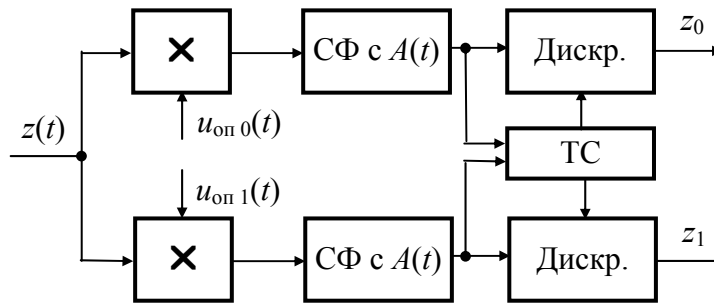 × СФ с A(t) Дискр. z₀
z(t) uоп 0(t) ТС
uоп 1(t)
× СФ с A(t) Дискр. z₁